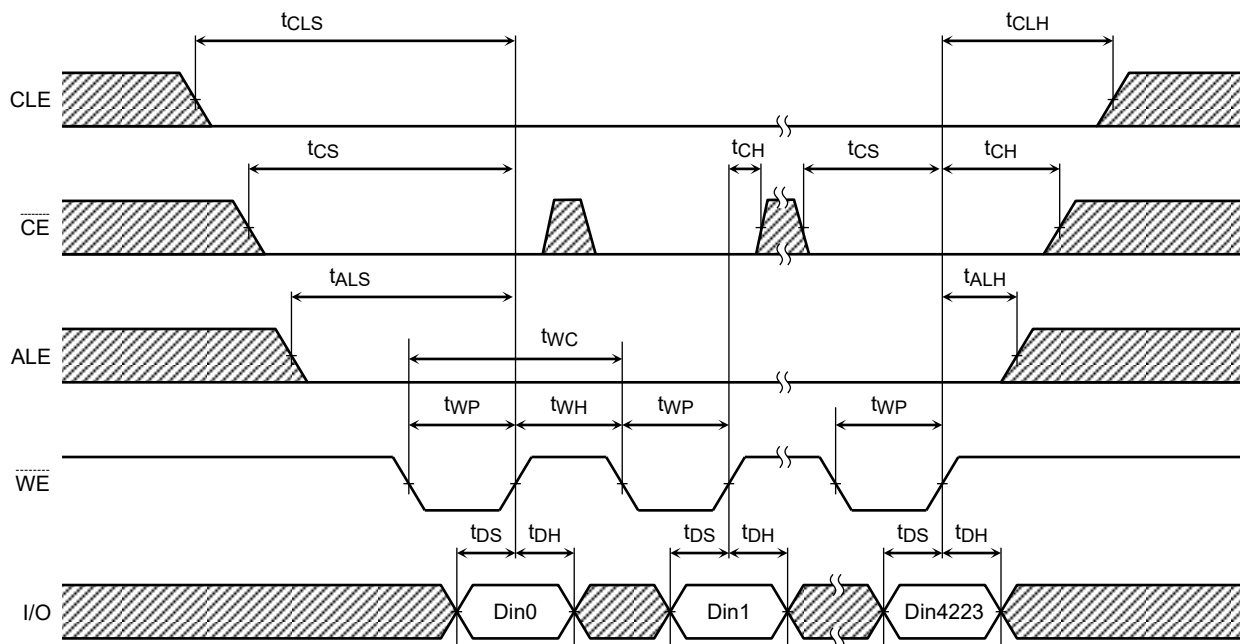 tCLS tCLH
CLE
tCS tCH tCS tCH
CE
tALS tALH
tWC
ALE
tWP tWH tWP tWP
WE
tDS tDH tDS tDH tDS tDH
I/O Din0 Din1 Din4223